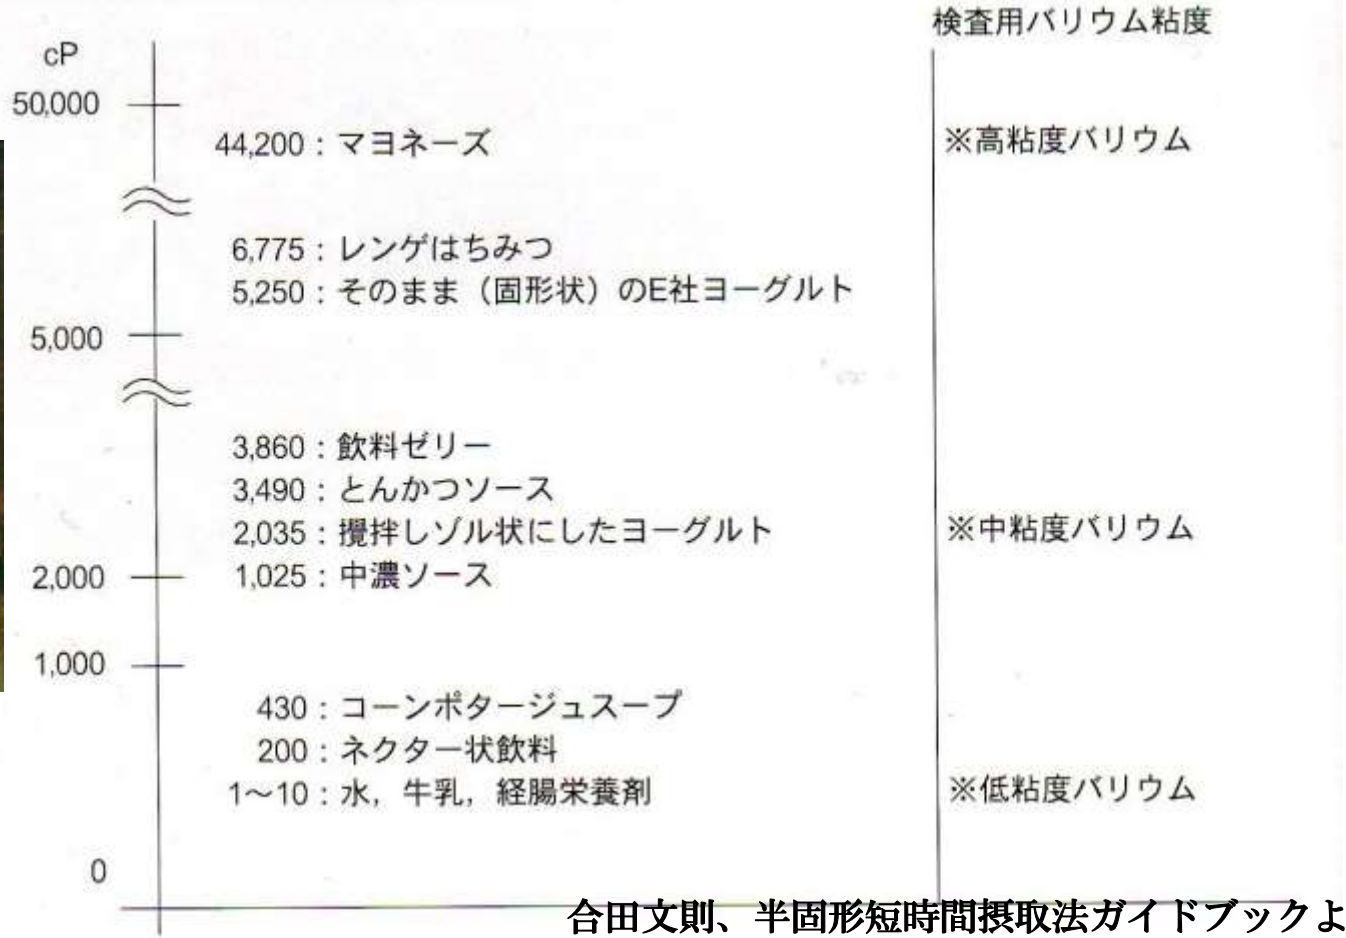 検査用バリウム粘度
cP
50,000
44,200：マヨネーズ
※高粘度バリウム
6,775：レンゲはちみつ
5,250：そのまま（固形状）のE社ヨーグルト
5,000
3,860：飲料ゼリー
3,490：とんかつソース
2,035：攪拌しゾル状にしたヨーグルト
※中粘度バリウム
2,000
1,025：中濃ソース
1,000
430：コーンポタージュスープ
200：ネクター状飲料
1〜10：水，牛乳，経腸栄養剤
※低粘度バリウム
0
合田文則、半固形短時間摂取法ガイドブックよ